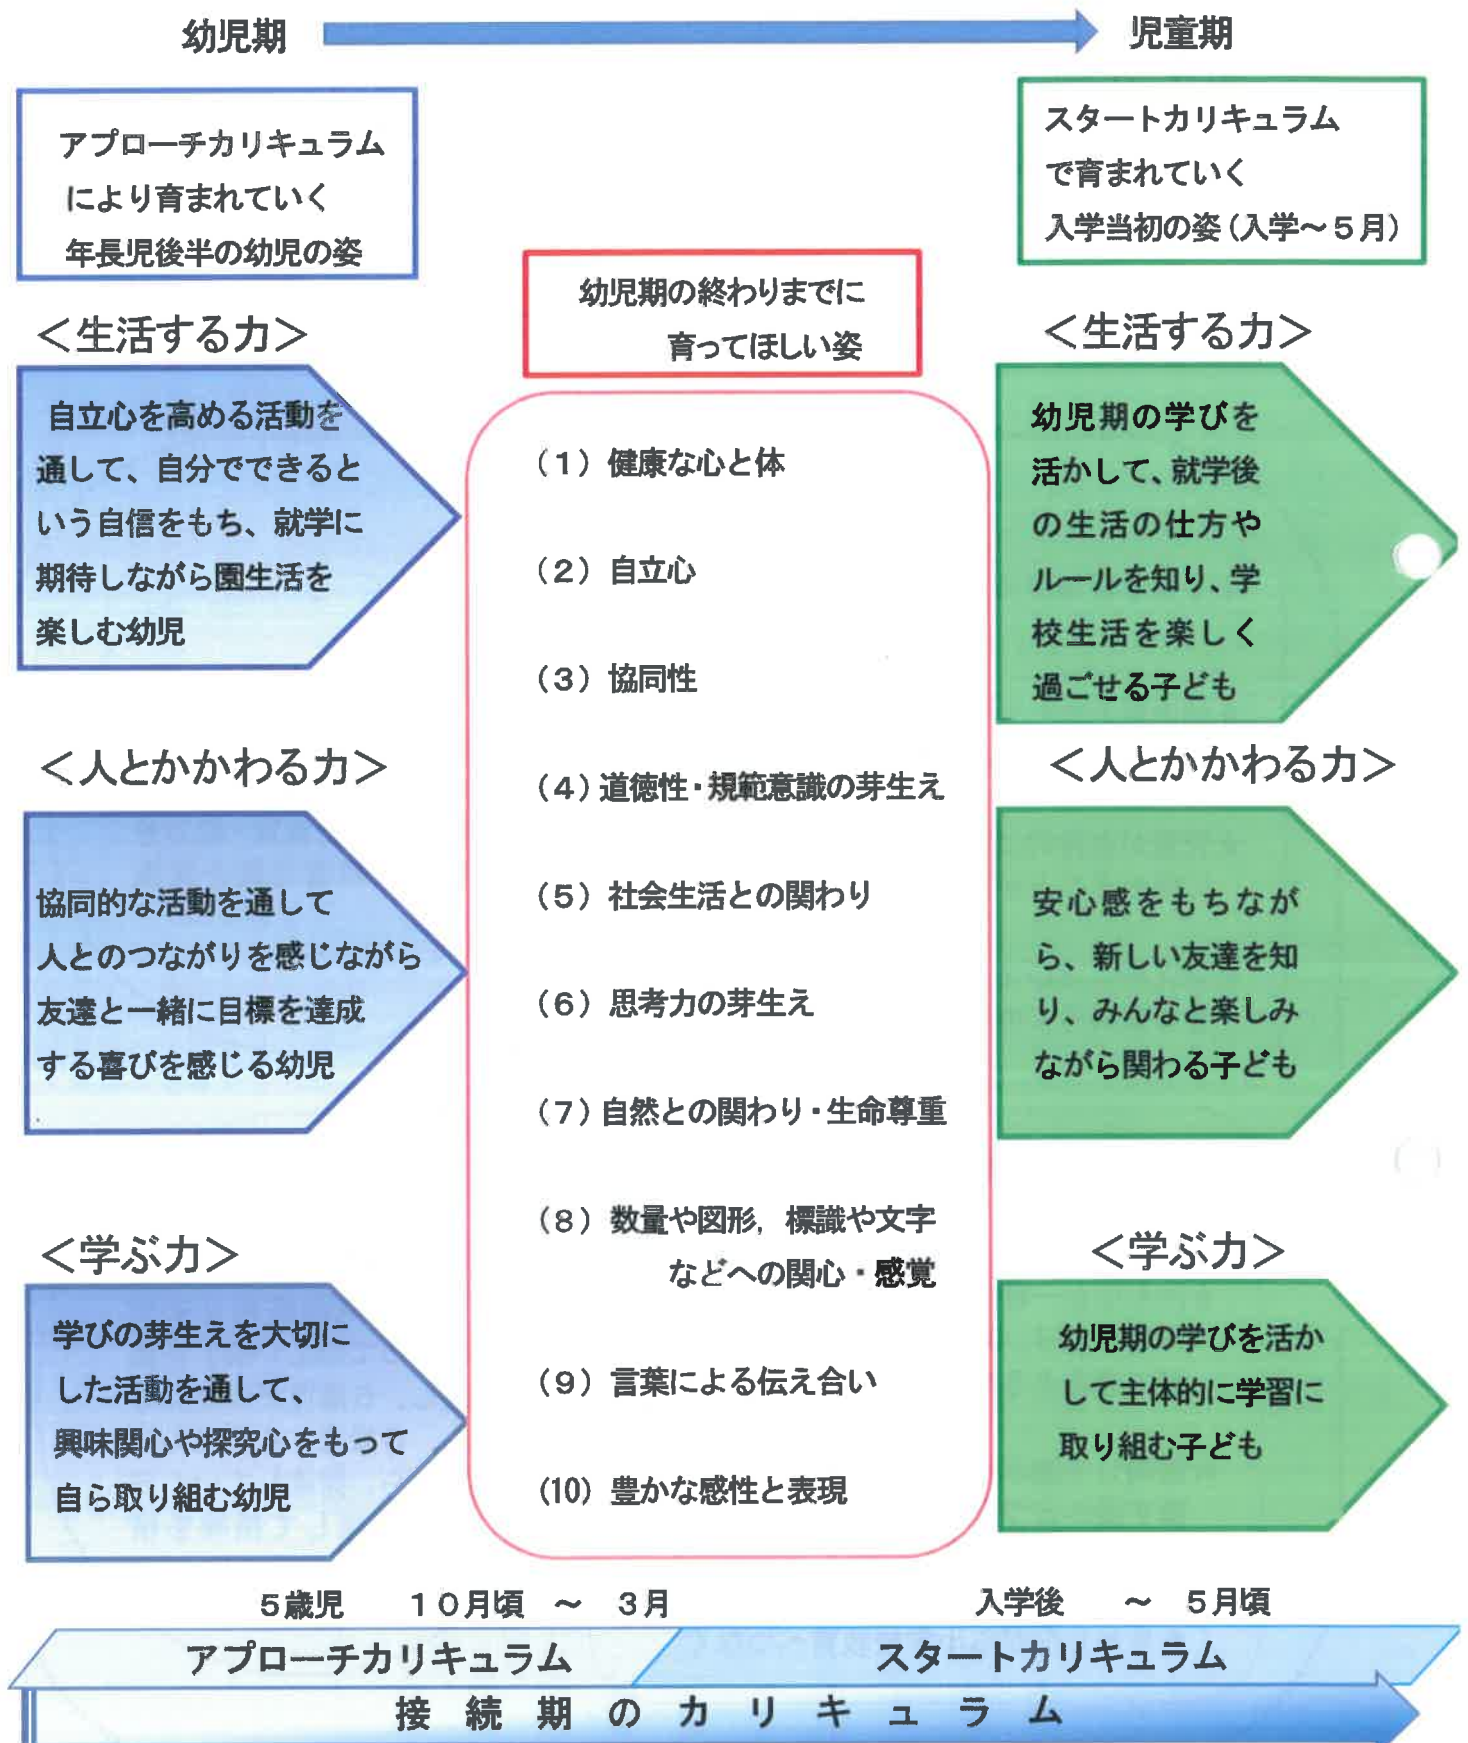 幼児期
児童期
アプローチカリキュラム
により育まれていく
年長児後半の幼児の姿
スタートカリキュラム
で育まれていく
入学当初の姿(入学～5月)
幼児期の終わりまでに
育ってほしい姿
＜生活する力＞
自立心を高める活動を
通して、自分でできると
いう自信をもち、就学に
期待しながら園生活を
楽しむ幼児
＜人とかかわる力＞
協同的な活動を通して
人とのつながりを感じながら
友達と一緒に目標を達成
する喜びを感じる幼児
＜学ぶ力＞
学びの芽生えを大切に
した活動を通して、
興味関心や探究心をもって
自ら取り組む幼児
（1）健康な心と体
（2）自立心
（3）協同性
（4）道徳性・規範意識の芽生え
（5）社会生活との関わり
（6）思考力の芽生え
（7）自然との関わり・生命尊重
（8）数量や図形，標識や文字
などへの関心・感覚
（9）言葉による伝え合い
（10）豊かな感性と表現
＜生活する力＞
幼児期の学びを
活かして、就学後
の生活の仕方や
ルールを知り、学
校生活を楽しく
過ごせる子ども
＜人とかかわる力＞
安心感をもちなが
ら、新しい友達を知
り、みんなと楽しみ
ながら関わる子ども
＜学ぶ力＞
幼児期の学びを活か
して主体的に学習に
取り組む子ども
5歳児　10月頃　～　3月
入学後　～　5月頃
アプローチカリキュラム
スタートカリキュラム
接続期のカリキュラム